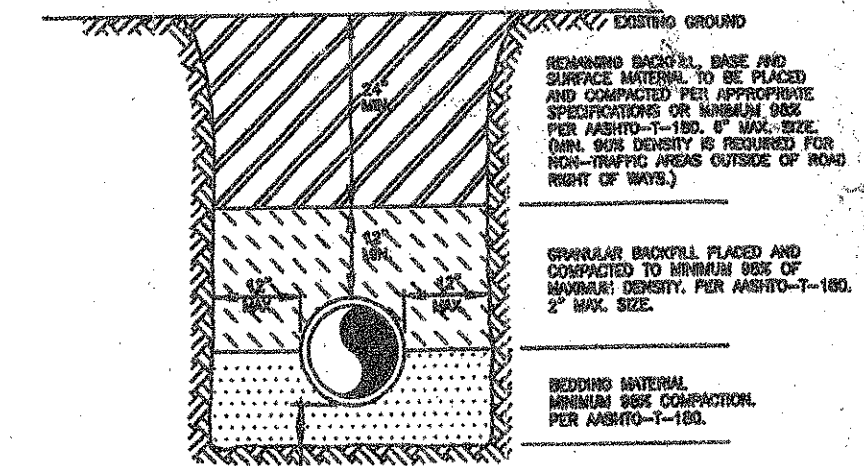 EXISTING GROUND
REMAINING BACKFILL, BASE AND
SURFACE MATERIAL TO BE PLACED
AND COMPACTED PER APPROPRIATE
SPECIFICATIONS OR MINIMUM 98%
PER AASHTO-T-180. 6" MAX. SIZE.
(MIN. 90% DENSITY IS REQUIRED FOR
NON-TRAFFIC AREAS OUTSIDE OF ROAD
RIGHT OF WAYS.)
24"
MIN.
12"
MIN.
12"
MAX.
12"
MAX.
GRANULAR BACKFILL PLACED AND
COMPACTED TO MINIMUM 98% OF
MAXIMUM DENSITY. PER AASHTO-T-180.
2" MAX. SIZE.
BEDDING MATERIAL
MINIMUM 98% COMPACTION.
PER AASHTO-T-180.